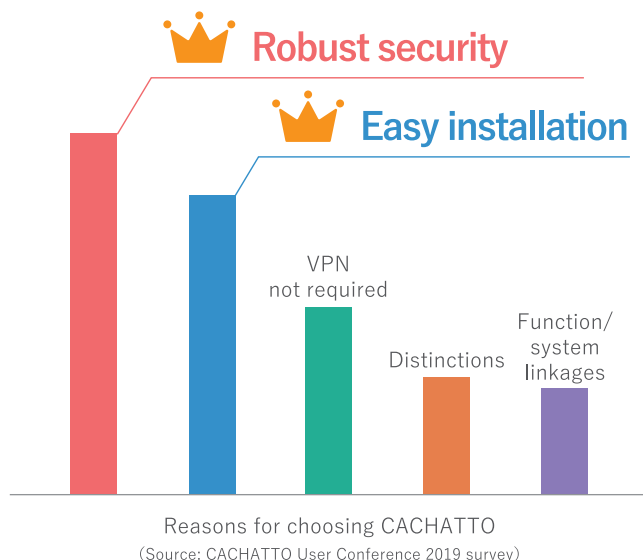 Robust security
Easy installation
VPN
not required
Distinctions
Function/
system
linkages
Reasons for choosing CACHATTO
(Source: CACHATTO User Conference 2019 survey)